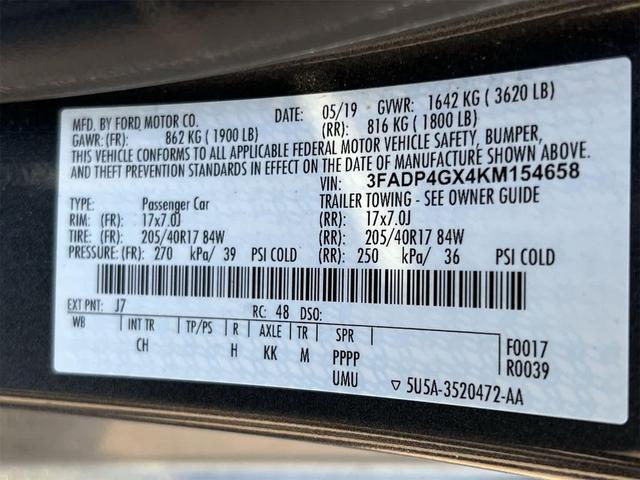 MFD. BY FORD MOTOR CO. DATE: 05/19 GVWR: 1642 KG ( 3620 LB)
GAWR: (FR): 862 KG ( 1900 LB) (RR): 816 KG ( 1800 LB)
THIS VEHICLE CONFORMS TO ALL APPLICABLE FEDERAL MOTOR VEHICLE SAFETY, BUMPER,
AND THEFT PREVENTION STANDARDS IN EFFECT ON THE DATE OF MANUFACTURE SHOWN ABOVE.
VIN: 3FADP4GX4KM154658
TYPE: Passenger Car TRAILER TOWING - SEE OWNER GUIDE
RIM: (FR): 17x7.0J (RR): 17x7.0J
TIRE: (FR): 205/40R17 84W (RR): 205/40R17 84W
PRESSURE: (FR): 270 kPa/ 39 PSI COLD (RR): 250 kPa/ 36 PSI COLD
EXT PNT: J7 RC: 48 DSO:
WB INT TR TP/PS R AXLE TR SPR F0017
CH H KK M PPPP R0039
UMU ▽ 5U5A-3520472-AA